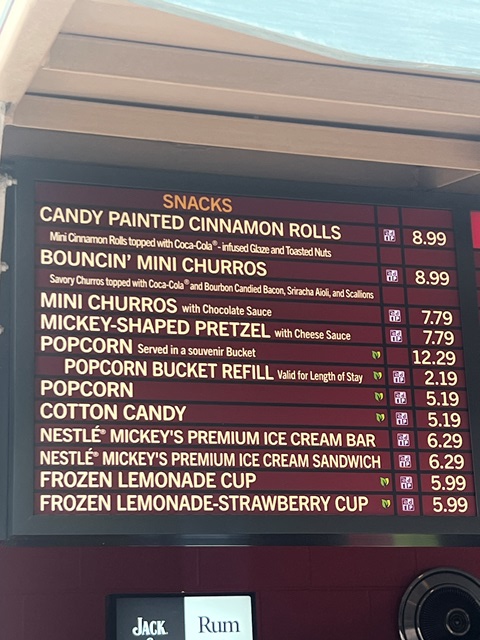 SNACKS
CANDY PAINTED CINNAMON ROLLS 8.99
Mini Cinnamon Rolls topped with Coca-Cola® - infused Glaze and Toasted Nuts
BOUNCIN' MINI CHURROS 8.99
Savory Churros topped with Coca-Cola® and Bourbon Candied Bacon, Sriracha Aioli, and Scallions
MINI CHURROS with Chocolate Sauce 7.79
MICKEY-SHAPED PRETZEL with Cheese Sauce 7.79
POPCORN Served in a souvenir Bucket 12.29
POPCORN BUCKET REFILL Valid for Length of Stay 2.19
POPCORN 5.19
COTTON CANDY 5.19
NESTLÉ® MICKEY'S PREMIUM ICE CREAM BAR 6.29
NESTLÉ® MICKEY'S PREMIUM ICE CREAM SANDWICH 6.29
FROZEN LEMONADE CUP 5.99
FROZEN LEMONADE-STRAWBERRY CUP 5.99
JACK Rum